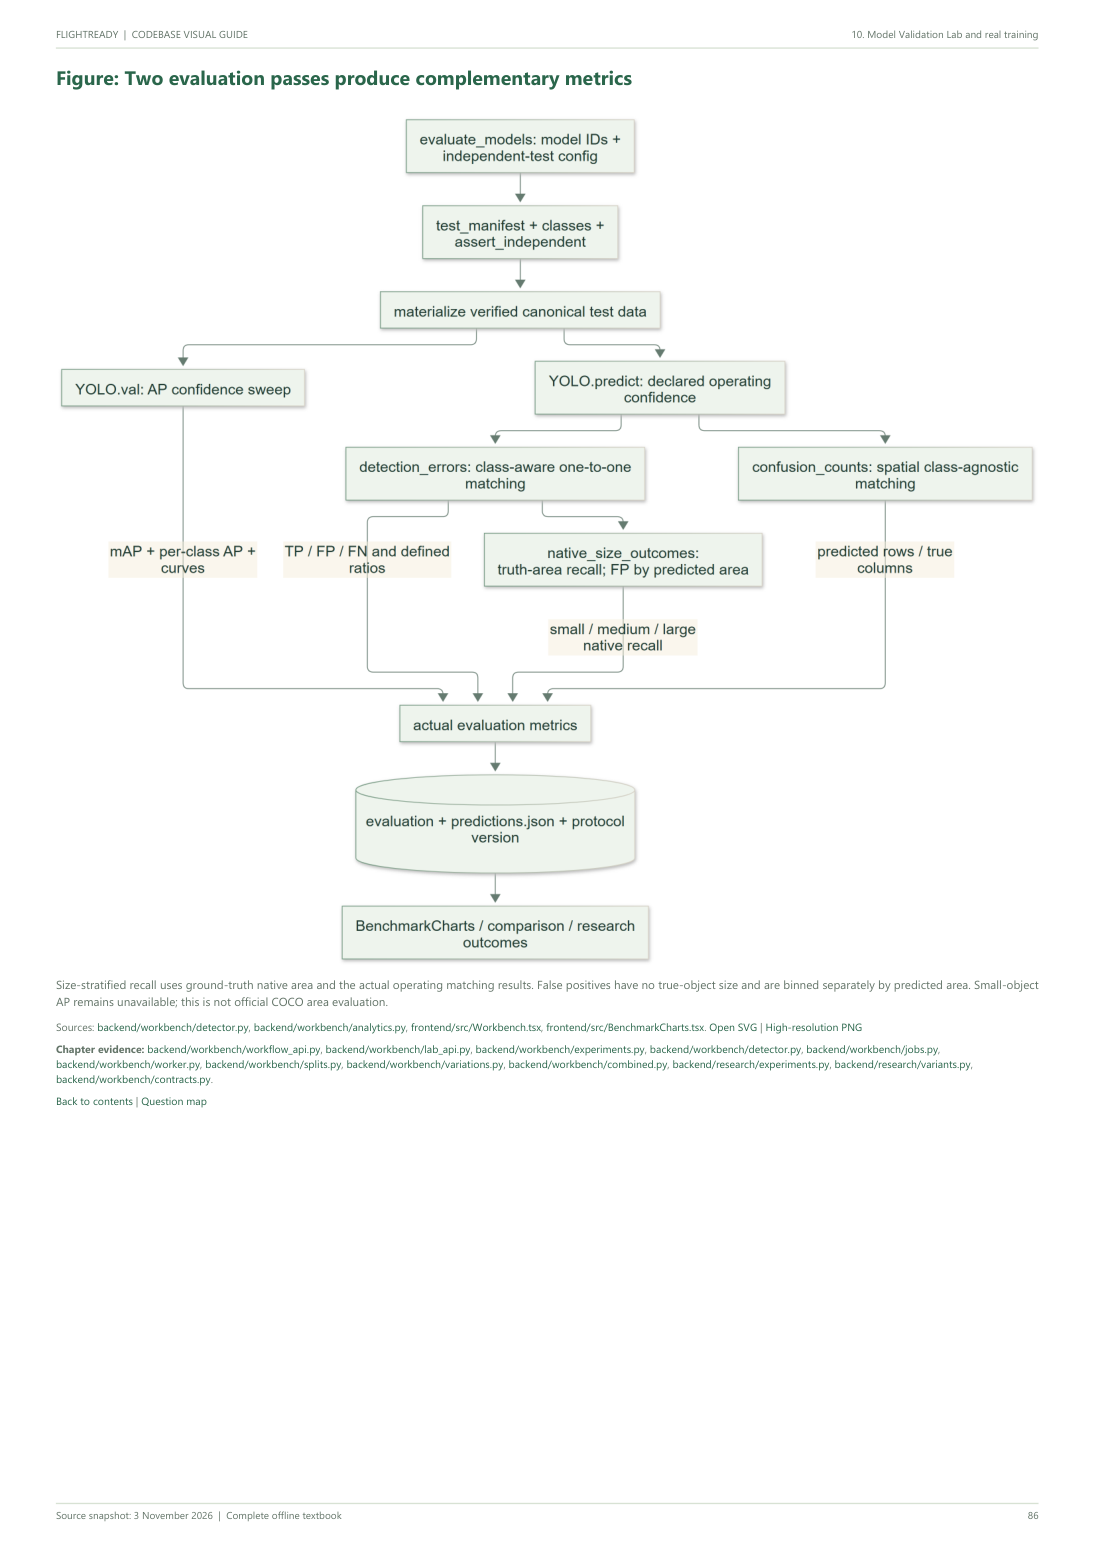 FLIGHTREADY | CODEBASE VISUAL GUIDE
10. Model Validation Lab and real training
Figure: Two evaluation passes produce complementary metrics
evaluate_models: model IDs +
independent-test config
test_manifest + classes +
assert_independent
materialize verified canonical test data
YOLO.val: AP confidence sweep
YOLO.predict: declared operating
confidence
detection_errors: class-aware one-to-one
matching
confusion_counts: spatial class-agnostic
matching
mAP + per-class AP +
curves
TP / FP / FN and defined
ratios
native_size_outcomes:
truth-area recall; FP by predicted area
predicted rows / true
columns
small / medium / large
native recall
actual evaluation metrics
evaluation + predictions.json + protocol
version
BenchmarkCharts / comparison / research
outcomes
Size-stratified recall uses ground-truth native area and the actual operating matching results. False positives have no true-object size and are binned separately by predicted area. Small-object
AP remains unavailable; this is not official COCO area evaluation.
Sources: backend/workbench/detector.py, backend/workbench/analytics.py, frontend/src/Workbench.tsx, frontend/src/BenchmarkCharts.tsx. Open SVG | High-resolution PNG
Chapter evidence: backend/workbench/workflow_api.py, backend/workbench/lab_api.py, backend/workbench/experiments.py, backend/workbench/detector.py, backend/workbench/jobs.py,
backend/workbench/worker.py, backend/workbench/splits.py, backend/workbench/variations.py, backend/workbench/combined.py, backend/research/experiments.py, backend/research/variants.py,
backend/workbench/contracts.py.
Back to contents | Question map
Source snapshot: 3 November 2026 | Complete offline textbook
86